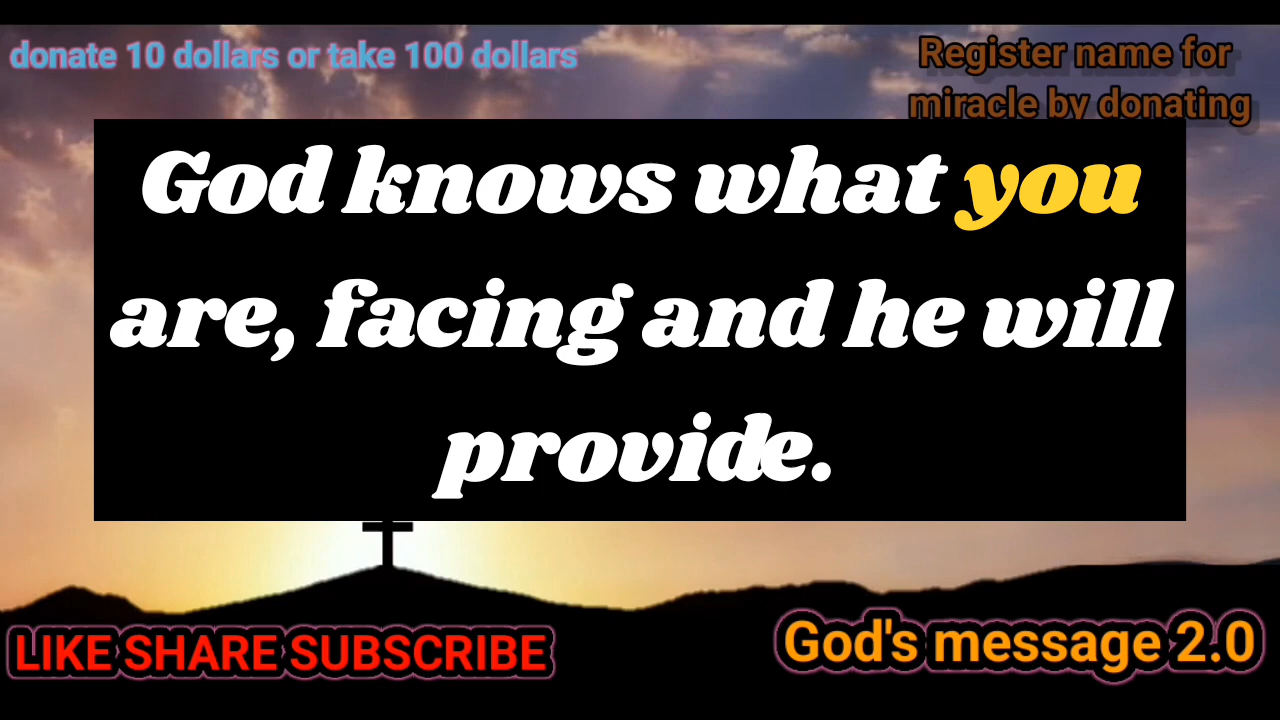 donate 10 dollars or take 100 dollars
Register name for
miracle by donating
God knows what you
are, facing and he will
provide.
LIKE SHARE SUBSCRIBE
God's message 2.0